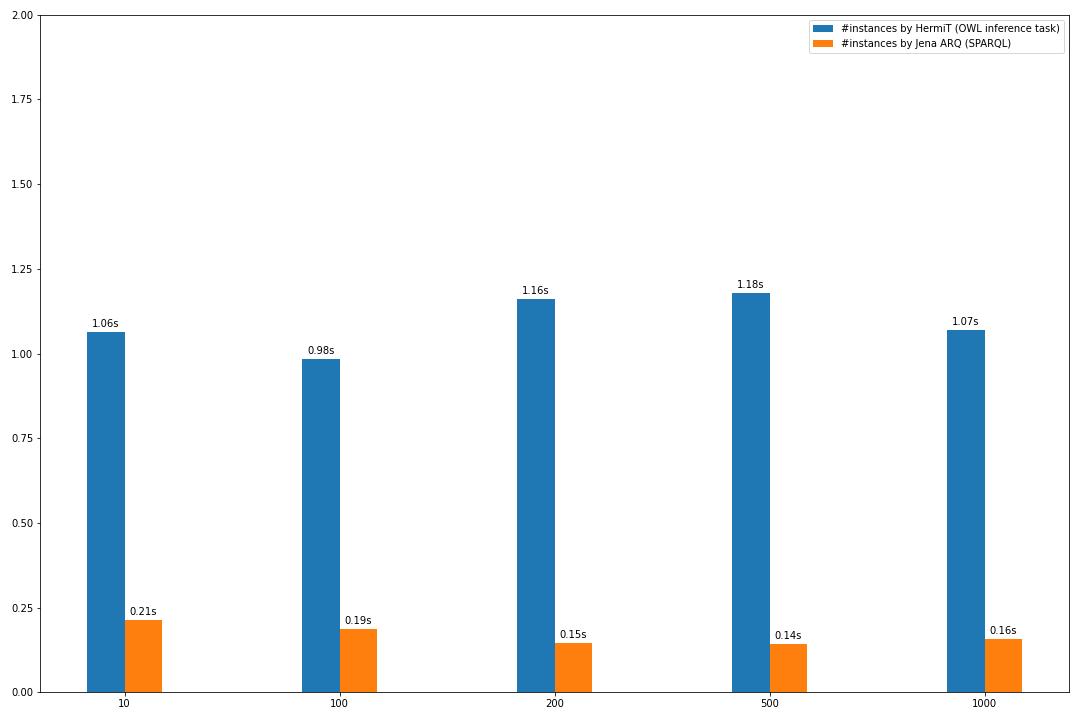 2.00
#instances by HermiT (OWL inference task)
#instances by Jena ARQ (SPARQL)
1.75
1.50
1.25
1.18s
1.16s
1.07s
1.06s
1.00
0.98s
0.75
0.50
0.25
0.21s
0.19s
0.15s
0.14s
0.16s
0.00
10
100
200
500
1000